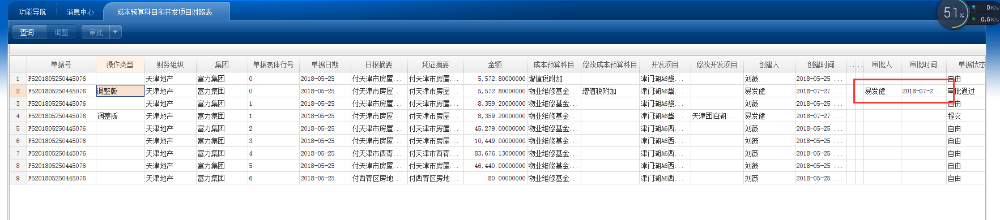 功能导航 消息中心 成本预算科目和开发项目对照表
51% 0K/s
0.6K/s
查询 调整 审批
单据号 操作类型 财务组织 集团 单据表体行号 单据日期 日报摘要 凭证摘要 金额 成本预算科目 修改成本预算科目 开发项目 修改开发项目 创建人 创建时间 ... ... 审批人 审批时间 单据状态
1 F5201805250445076 天津地产 富力集团 0 2018-05-25 付天津市房屋... 付天津市房屋... 5,572.80000000 增值税附加 津门湖A6蘭... 刘薇 2018-05-25 ... 自由
2 F5201805250445076 调整版 天津地产 富力集团 0 2018-05-25 付天津市房屋... 付天津市房屋... 5,572.80000000 物业维修基金... 增值税附加 津门湖A6... 易发健 2018-07-27 ... 易发健 2018-07-2... 审批通过
3 F5201805250445076 天津地产 富力集团 1 2018-05-25 付天津市房屋... 付天津市房屋... 8,359.20000000 物业维修基金... 津门湖A6... 刘薇 2018-05-25 ... 自由
4 F5201805250445076 调整版 天津地产 富力集团 1 2018-05-25 付天津市房屋... 付天津市房屋... 8,359.20000000 物业维修基金... 津门湖A6... 天津团泊湖... 易发健 2018-07-27 ... 提交
5 F5201805250445076 天津地产 富力集团 2 2018-05-25 付天津市房屋... 付天津市房屋... 45,279.00000000 物业维修基金... 津门湖A6西... 刘薇 2018-05-25 ... 自由
6 F5201805250445076 天津地产 富力集团 3 2018-05-25 付天津市房屋... 付天津市房屋... 10,449.00000000 物业维修基金... 津门湖A6西... 刘薇 2018-05-25 ... 自由
7 F5201805250445076 天津地产 富力集团 4 2018-05-25 付天津市西青... 付天津市西青... 83,676.13000000 物业维修基金... 津门湖A6西... 刘薇 2018-05-25 ... 自由
8 F5201805250445076 天津地产 富力集团 5 2018-05-25 付天津市房屋... 付天津市房屋... 46,440.00000000 物业维修基金... 津门湖A6西... 刘薇 2018-05-25 ... 自由
9 F5201805250445076 天津地产 富力集团 6 2018-05-25 付西青区房地... 付西青区房地... 80.00000000 物业维修基金... 津门湖A6西... 刘薇 2018-05-25 ... 自由